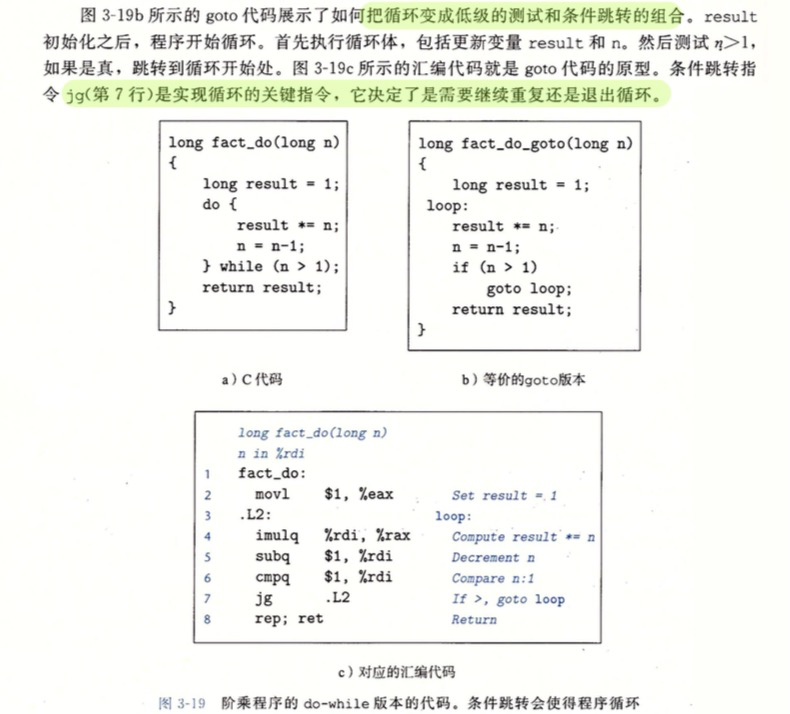 图 3-19b 所示的 goto 代码展示了如何把循环变成低级的测试和条件跳转的组合。result
初始化之后，程序开始循环。首先执行循环体，包括更新变量 result 和 n。然后测试 n>1，
如果是真，跳转到循环开始处。图 3-19c 所示的汇编代码就是 goto 代码的原型。条件跳转指
令 jg(第 7 行)是实现循环的关键指令，它决定了是需要继续重复还是退出循环。
long fact_do(long n)
{
    long result = 1;
    do {
        result *= n;
        n = n-1;
    } while (n > 1);
    return result;
}
a）C 代码
long fact_do_goto(long n)
{
    long result = 1;
 loop:
    result *= n;
    n = n-1;
    if (n > 1)
        goto loop;
    return result;
}
b）等价的goto版本
long fact_do(long n)
n in %rdi
1 fact_do:
2   movl    $1, %eax    Set result = 1
3 .L2:    loop:
4   imulq   %rdi, %rax    Compute result *= n
5   subq    $1, %rdi    Decrement n
6   cmpq    $1, %rdi    Compare n:1
7   jg      .L2    If >, goto loop
8   rep; ret    Return
c）对应的汇编代码
图 3-19 阶乘程序的 do-while 版本的代码。条件跳转会使得程序循环